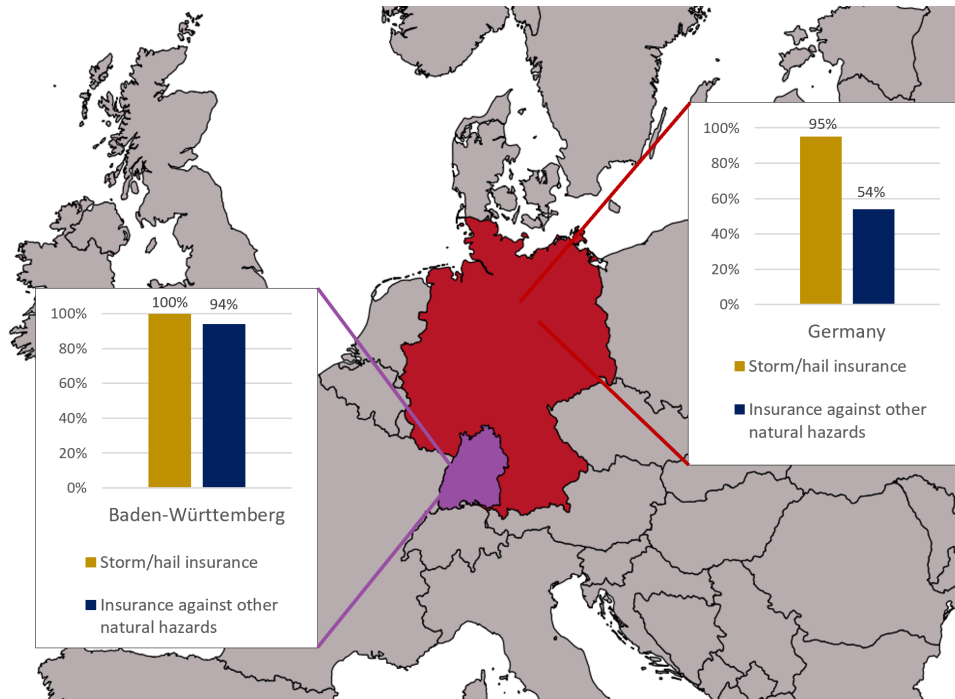 100%
80%
60%
40%
20%
0%
100%
94%
Baden-Württemberg
Storm/hail insurance
Insurance against other
natural hazards
100%
80%
60%
40%
20%
0%
95%
54%
Germany
Storm/hail insurance
Insurance against other
natural hazards